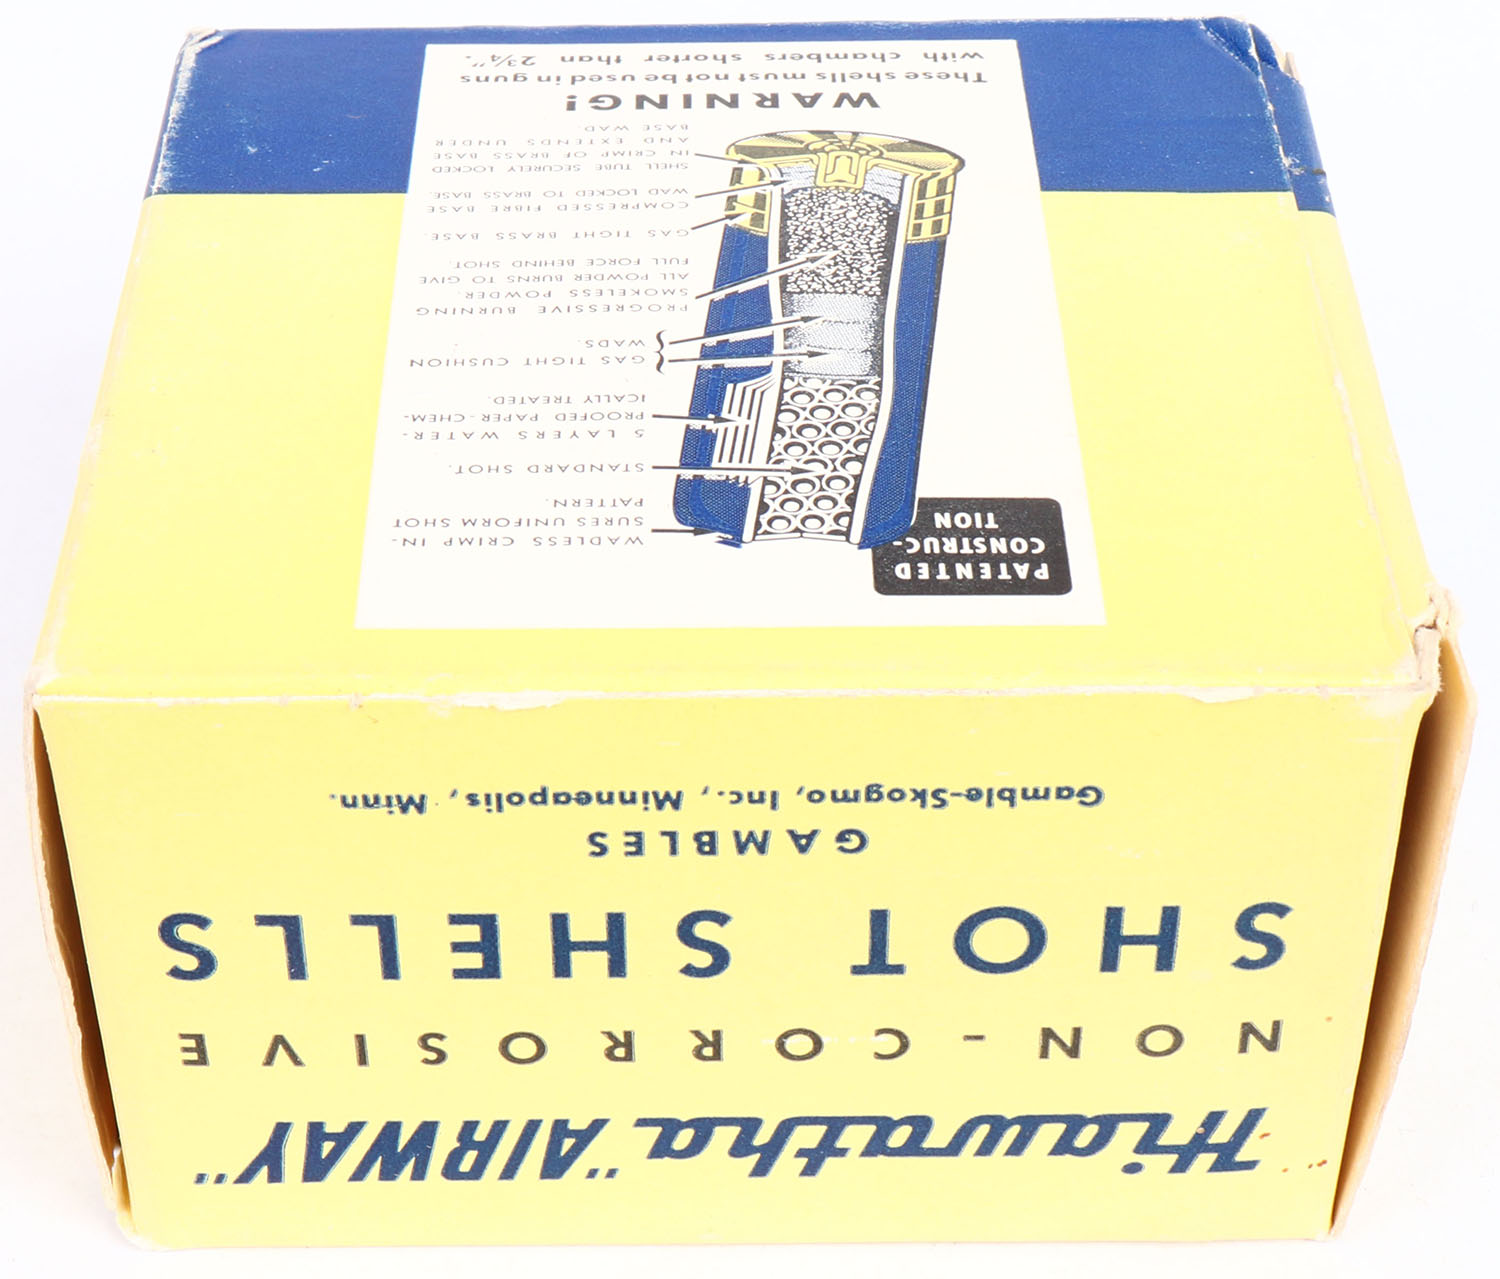 Hiawatha "AIRWAY"
NON-CORROSIVE
SHOT SHELLS
GAMBLES
Gamble-Skogmo, Inc., Minneapolis, Minn.
PATENTED
CONSTRUC-
TION
WADLESS CRIMP IN-
SURES UNIFORM SHOT
PATTERN.
STANDARD SHOT.
5 LAYERS WATER-
PROOFED PAPER-CHEM-
ICALLY TREATED.
GAS TIGHT CUSHION
WADS.
PROGRESSIVE BURNING
SMOKELESS POWDER.
ALL POWDER BURNS TO GIVE
FULL FORCE BEHIND SHOT.
GAS TIGHT BRASS BASE.
COMPRESSED FIBRE BASE
WAD LOCKED TO BRASS BASE.
SHELL TUBE SECURELY LOCKED
IN CRIMP OF BRASS BASE
AND EXTENDS UNDER
BASE WAD.
WARNING!
These shells must not be used in guns
with chambers shorter than 2¾".